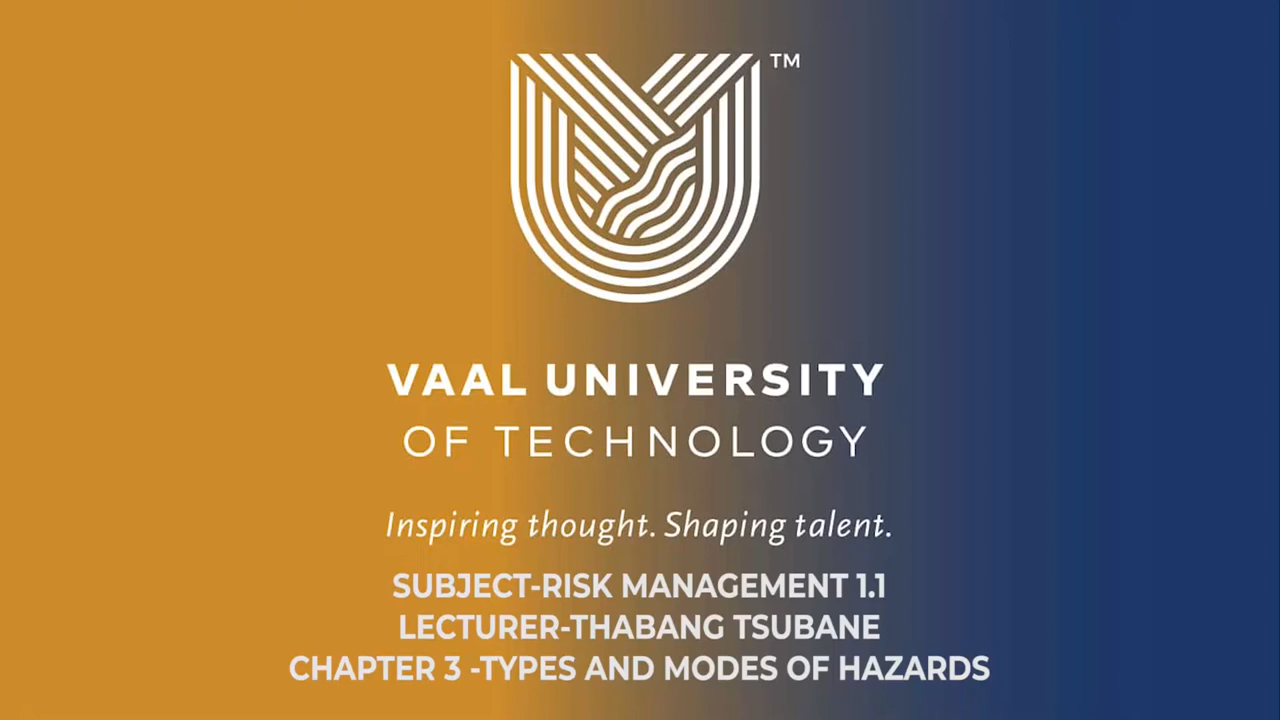 TM
VAAL UNIVERSITY
OF TECHNOLOGY
Inspiring thought. Shaping talent.
SUBJECT-RISK MANAGEMENT 1.1
LECTURER-THABANG TSUBANE
CHAPTER 3 -TYPES AND MODES OF HAZARDS